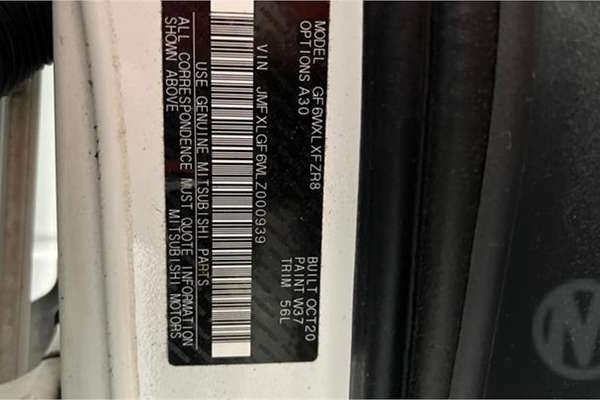 MODEL GF6WXLXFZR8 BUILT OCT20
OPTIONS A30 PAINT W37
TRIM 56L
VIN JMFXLGF6WLZ000939
USE GENUINE MITSUBISHI PARTS
ALL CORRESPONDENCE MUST QUOTE INFORMATION
SHOWN ABOVE MITSUBISHI MOTORS